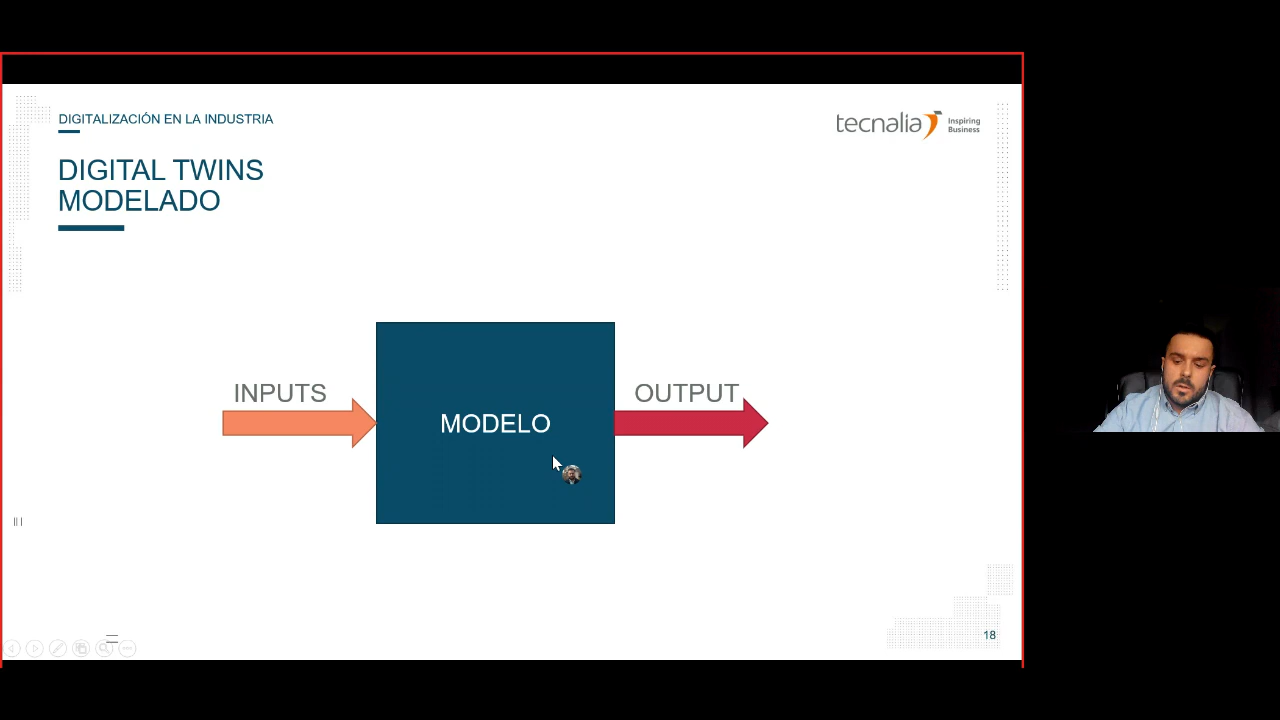 DIGITALIZACIÓN EN LA INDUSTRIA
tecnalia Inspiring
Business
DIGITAL TWINS
MODELADO
INPUTS
MODELO
OUTPUT
18